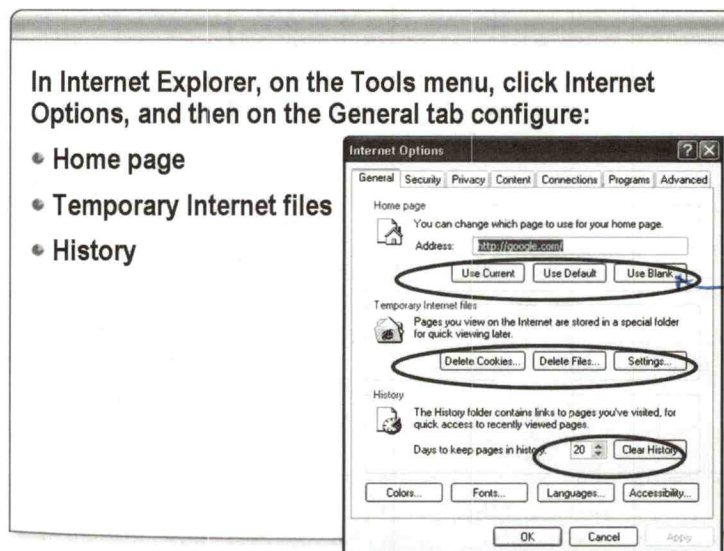 In Internet Explorer, on the Tools menu, click Internet
Options, and then on the General tab configure:
Home page
Temporary Internet files
History
Internet Options
General Security Privacy Content Connections Programs Advanced
Home page
You can change which page to use for your home page.
Address: http://google.com/
Use Current Use Default Use Blank
Temporary Internet files
Pages you view on the Internet are stored in a special folder
for quick viewing later.
Delete Cookies... Delete Files... Settings...
History
The History folder contains links to pages you've visited, for
quick access to recently viewed pages.
Days to keep pages in history: 20 Clear History
Colors... Fonts... Languages... Accessibility...
OK Cancel Apply